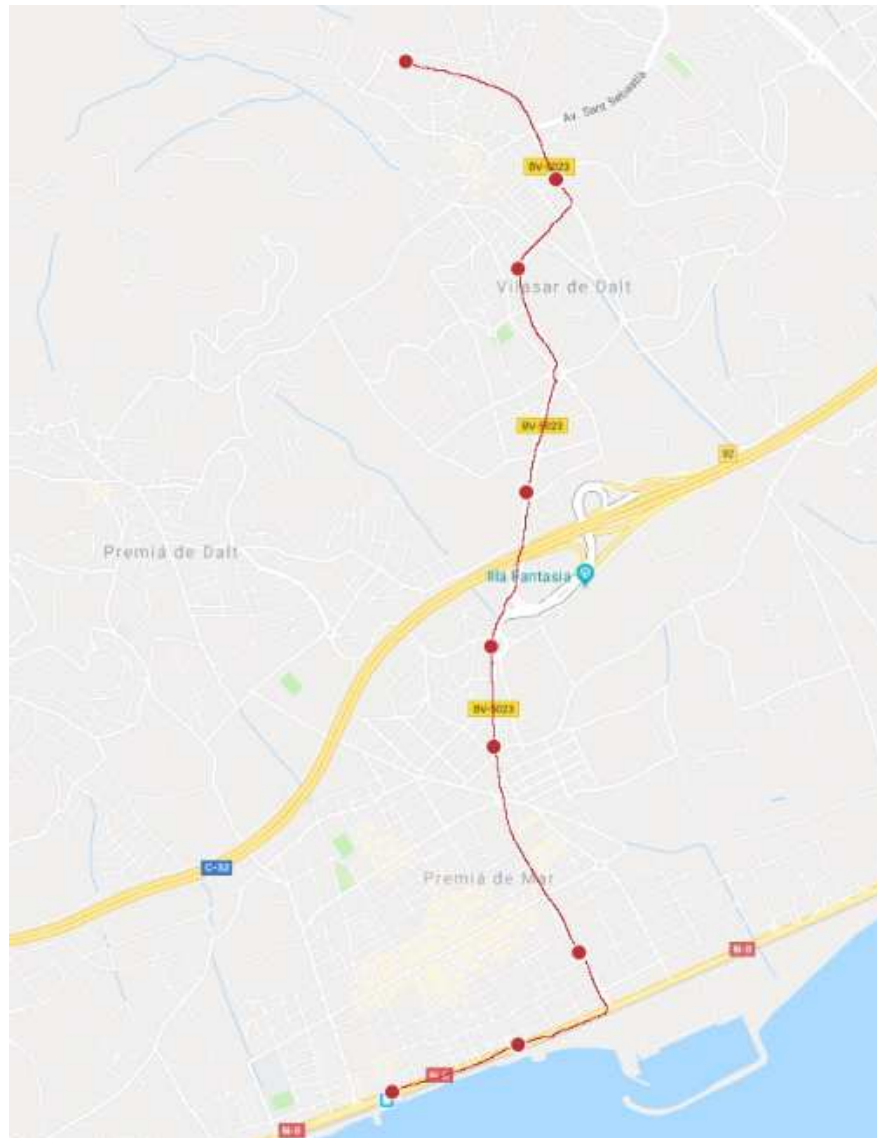 Av. Sant Sebastià
BV-5023
Vilasar de Dalt
BV-5023
92
Premià de Dalt
Illa Fantasia
BV-5023
C-32
Premià de Mar
N-II
N-II
N-II